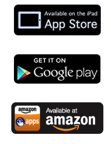 Available on the iPad
App Store
GET IT ON
Google play
amazon
apps
Available at
amazon